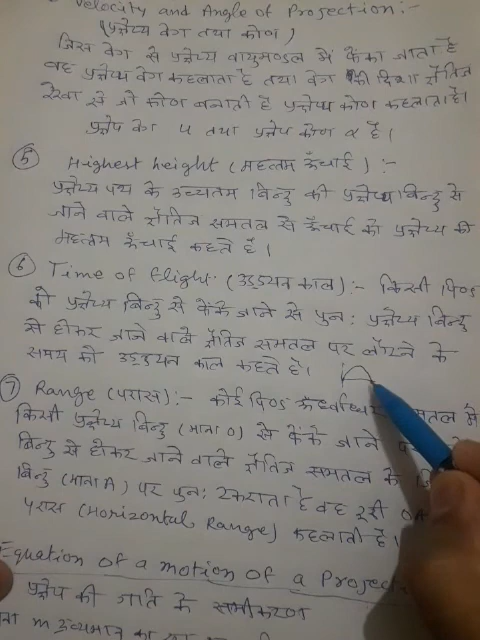 Velocity and Angle of Projection:-
(प्रक्षेप्य वेग तथा कोण)
जिस वेग से प्रक्षेप्य वायुमण्डल में फेंका जाता है
वह प्रक्षेप्य वेग कहलाता है तथा वेग की दिशा क्षैतिज
रेखा से जो कोण बनाती है प्रक्षेप्य कोण कहलाता है।
प्रक्षेप वेग u तथा प्रक्षेप कोण α है।
⑤ Highest height (महत्तम ऊँचाई) :-
प्रक्षेप्य पथ के उच्चतम बिन्दु की प्रक्षेप्य बिन्दु से
जाने वाले क्षैतिज समतल से ऊँचाई को प्रक्षेप्य की
महत्तम ऊँचाई कहते हैं।
⑥ Time of flight (उड्डयन काल) :- किसी पिण्ड
को प्रक्षेप्य बिन्दु से फेंके जाने से पुनः प्रक्षेप्य बिन्दु
से होकर जाने वाले क्षैतिज समतल पर लौटने के
समय को उड्डयन काल कहते है।
⑦ Range (परास) :- कोई पिण्ड ऊर्ध्वाधर समतल में
किसी प्रक्षेप्य बिन्दु (माना O) से फेंके जाने
बिन्दु से होकर जाने वाले क्षैतिज समतल के
बिन्दु (माना A) पर पुनः टकराता है वह दूरी OA
परास (Horizontal Range) कहलाती है।
Equation of a motion of a Project
प्रक्षेप की गति के समीकरण
m द्रव्यमान का